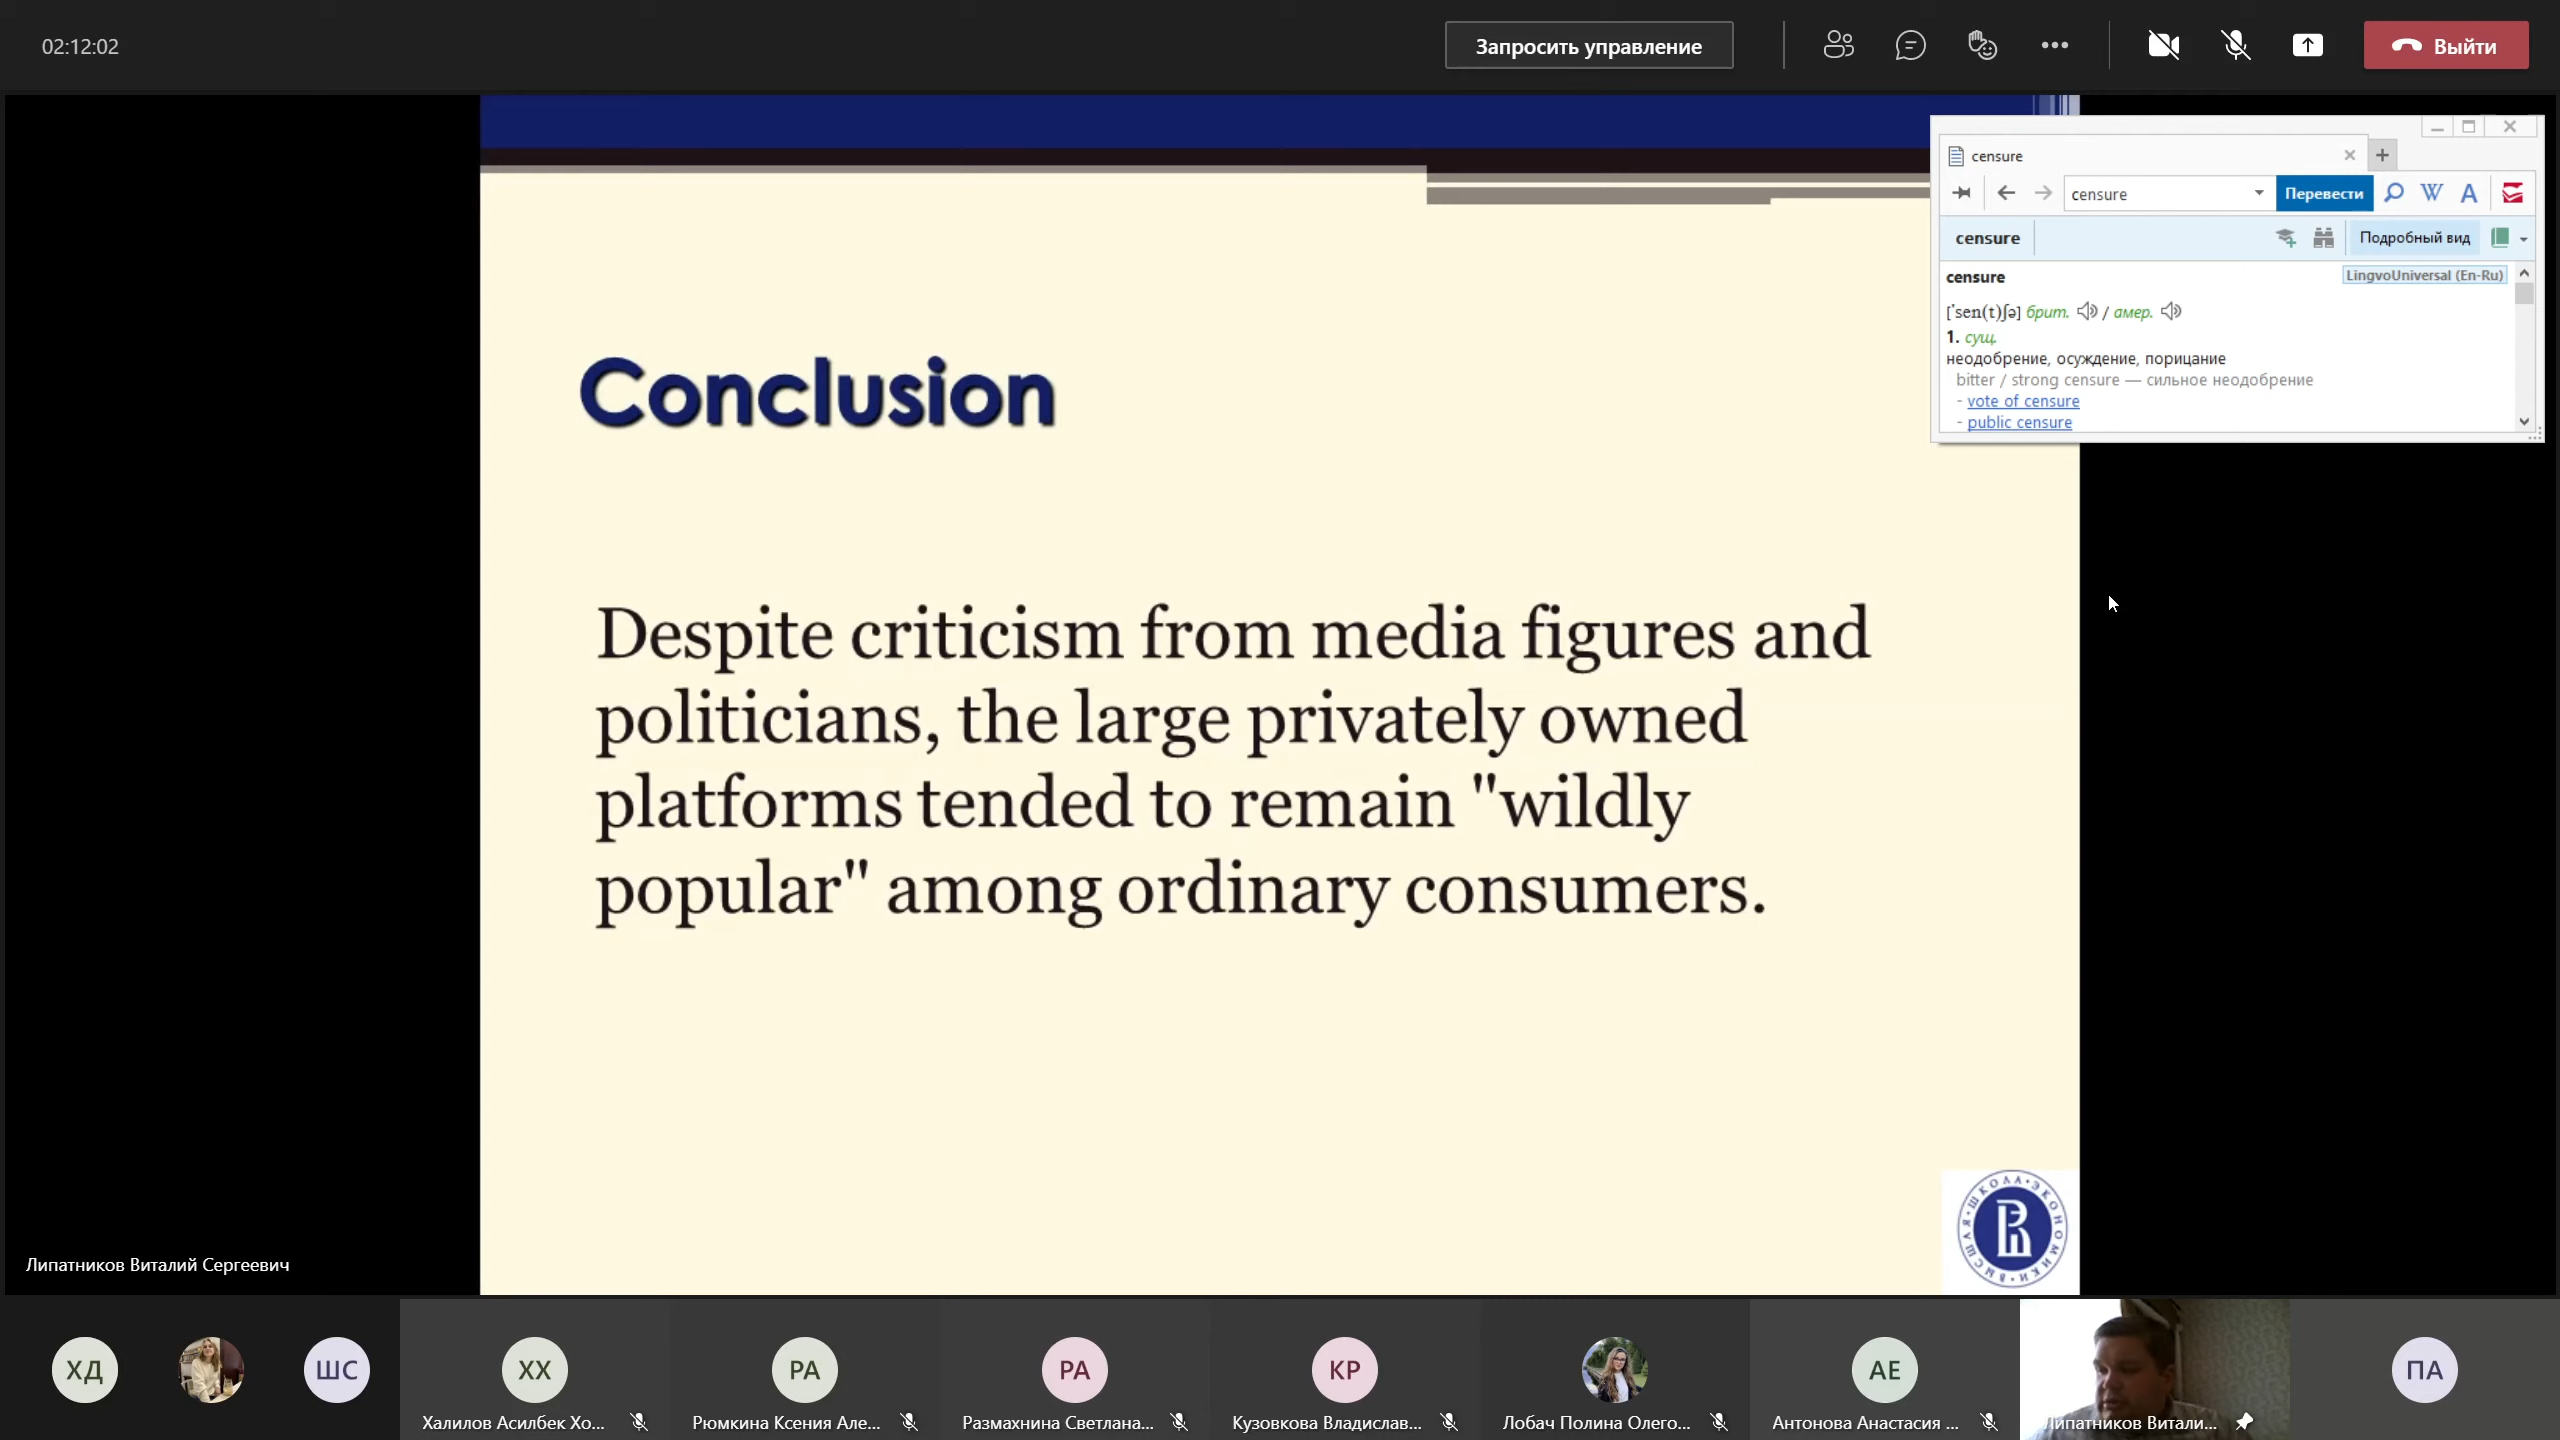 02:12:02
Запросить управление
Выйти
censure
censure
Перевести
W
A
censure
Подробный вид
censure
LingvoUniversal (En-Ru)
['sen(t)ʃə] брит. / амер.
1. сущ.
неодобрение, осуждение, порицание
bitter / strong censure — сильное неодобрение
- vote of censure
- public censure
Conclusion
Despite criticism from media figures and
politicians, the large privately owned
platforms tended to remain "wildly
popular" among ordinary consumers.
ВЫСШАЯ ШКОЛА ЭКОНОМИКИ
Липатников Виталий Сергеевич
ХД
ШС
ХХ
РА
РА
КР
АЕ
ПА
Халилов Асилбек Хо...
Рюмкина Ксения Але...
Размахнина Светлана...
Кузовкова Владислав...
Лобач Полина Олего...
Антонова Анастасия ...
Липатников Витали...